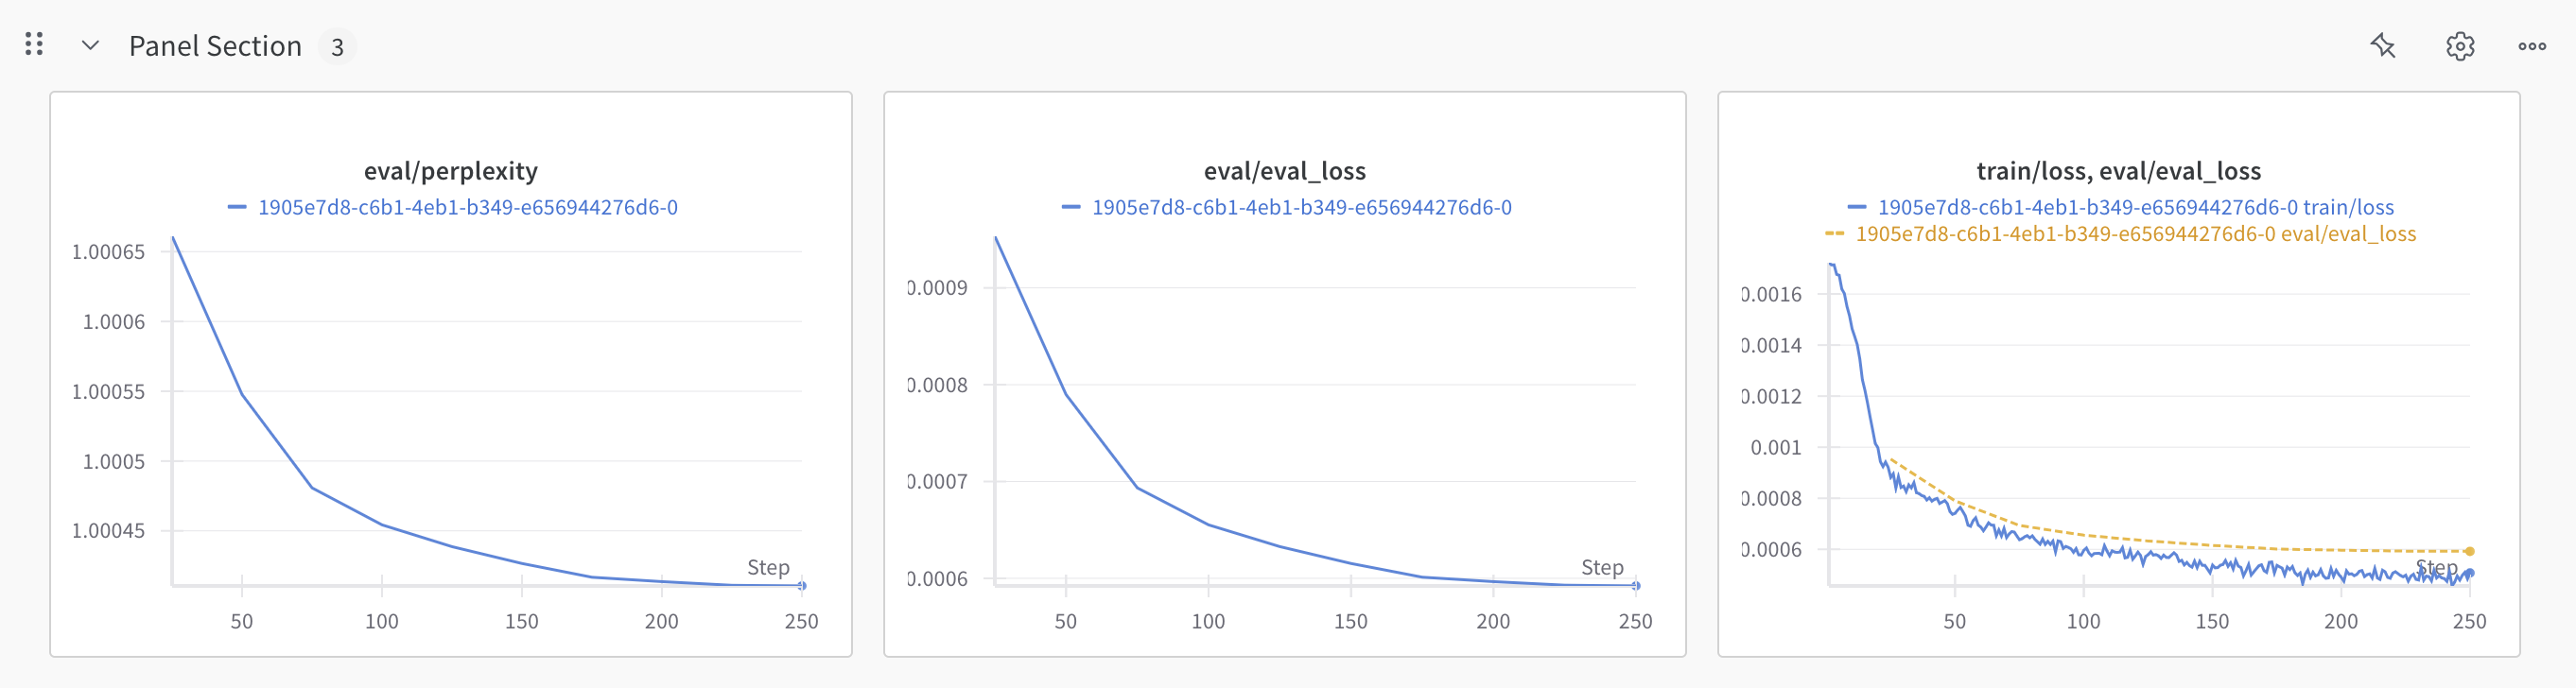 Panel Section 3
eval/perplexity
1905e7d8-c6b1-4eb1-b349-e656944276d6-0
1.00065
1.0006
1.00055
1.0005
1.00045
Step
50 100 150 200 250
eval/eval_loss
1905e7d8-c6b1-4eb1-b349-e656944276d6-0
0.0009
0.0008
0.0007
0.0006
Step
50 100 150 200 250
train/loss, eval/eval_loss
1905e7d8-c6b1-4eb1-b349-e656944276d6-0 train/loss
1905e7d8-c6b1-4eb1-b349-e656944276d6-0 eval/eval_loss
0.0016
0.0014
0.0012
0.001
0.0008
0.0006
Step
50 100 150 200 250